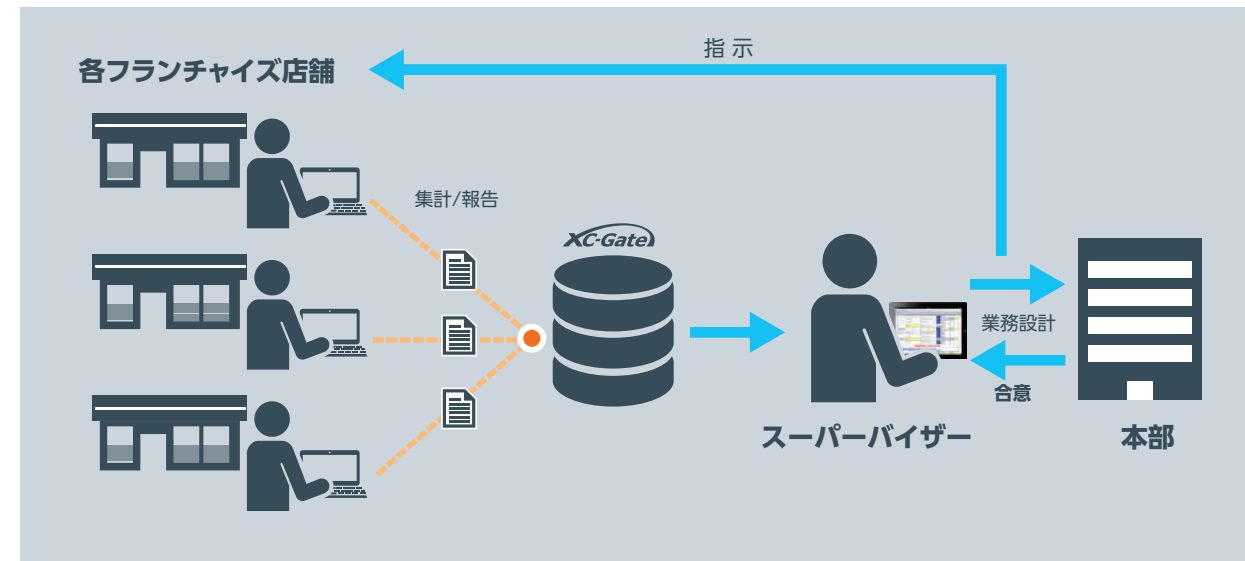 指示
各フランチャイズ店舗
集計/報告
XC-Gate
業務設計
合意
スーパーバイザー
本部